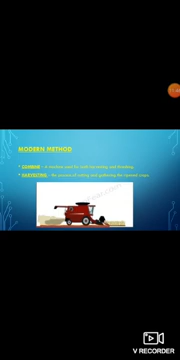 MODERN METHOD
* COMBINE - A machine used for both harvesting and threshing.
* HARVESTING - the process of cutting and gathering the ripened crops.
V RECORDER